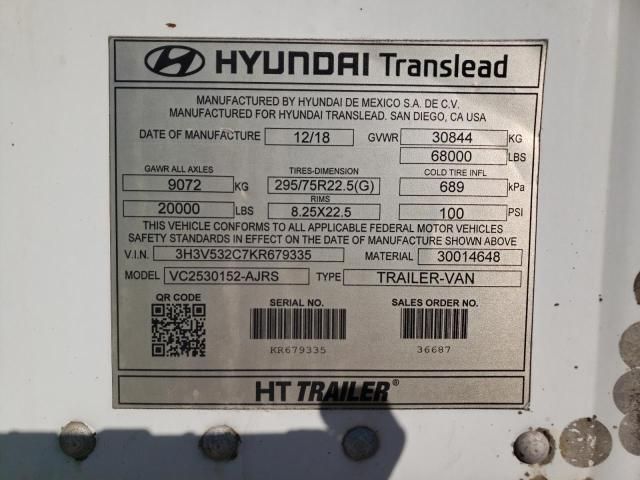 HYUNDAI Translead
MANUFACTURED BY HYUNDAI DE MEXICO S.A. DE C.V.
MANUFACTURED FOR HYUNDAI TRANSLEAD. SAN DIEGO, CA USA
DATE OF MANUFACTURE 12/18 GVWR 30844 KG
68000 LBS
GAWR ALL AXLES TIRES-DIMENSION COLD TIRE INFL
9072 KG 295/75R22.5(G) 689 kPa
RIMS
20000 LBS 8.25X22.5 100 PSI
THIS VEHICLE CONFORMS TO ALL APPLICABLE FEDERAL MOTOR VEHICLES
SAFETY STANDARDS IN EFFECT ON THE DATE OF MANUFACTURE SHOWN ABOVE
V.I.N. 3H3V532C7KR679335 MATERIAL 30014648
MODEL VC2530152-AJRS TYPE TRAILER-VAN
QR CODE SERIAL NO. SALES ORDER NO.
KR679335 36687
HT TRAILER®